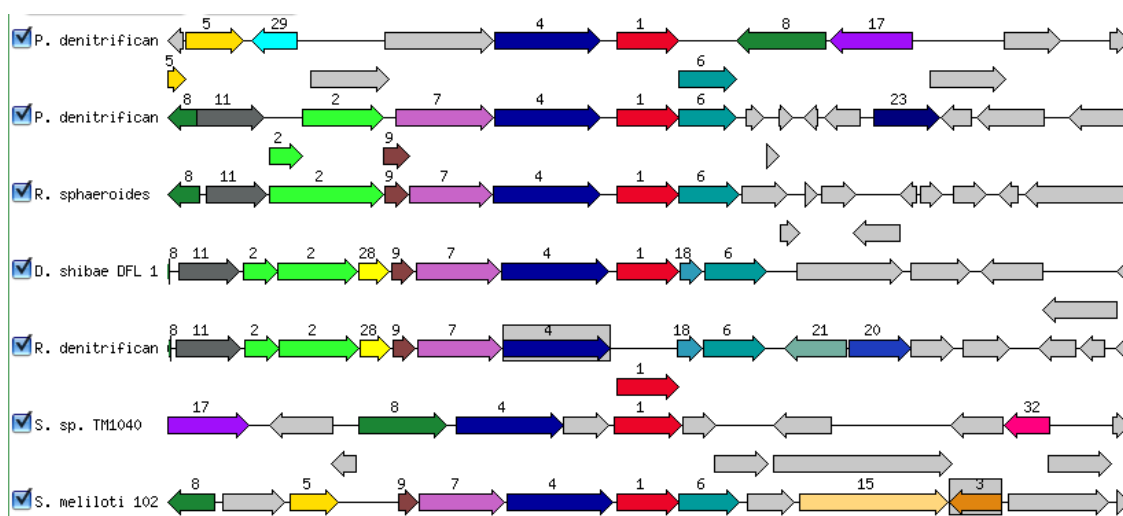 5 29 4 1 8 17
P. denitrifican
5 6
8 11 2 7 4 1 6 23
P. denitrifican
2 9
8 11 2 9 7 4 1 6
R. sphaeroides
8 11 2 2 28 9 7 4 1 18 6
D. shibae DFL 1
8 11 2 2 28 9 7 4 18 6 21 20
R. denitrifican
1
17 8 4 1 32
S. sp. TM1040
8 5 9 7 4 1 6 15 3
S. meliloti 102